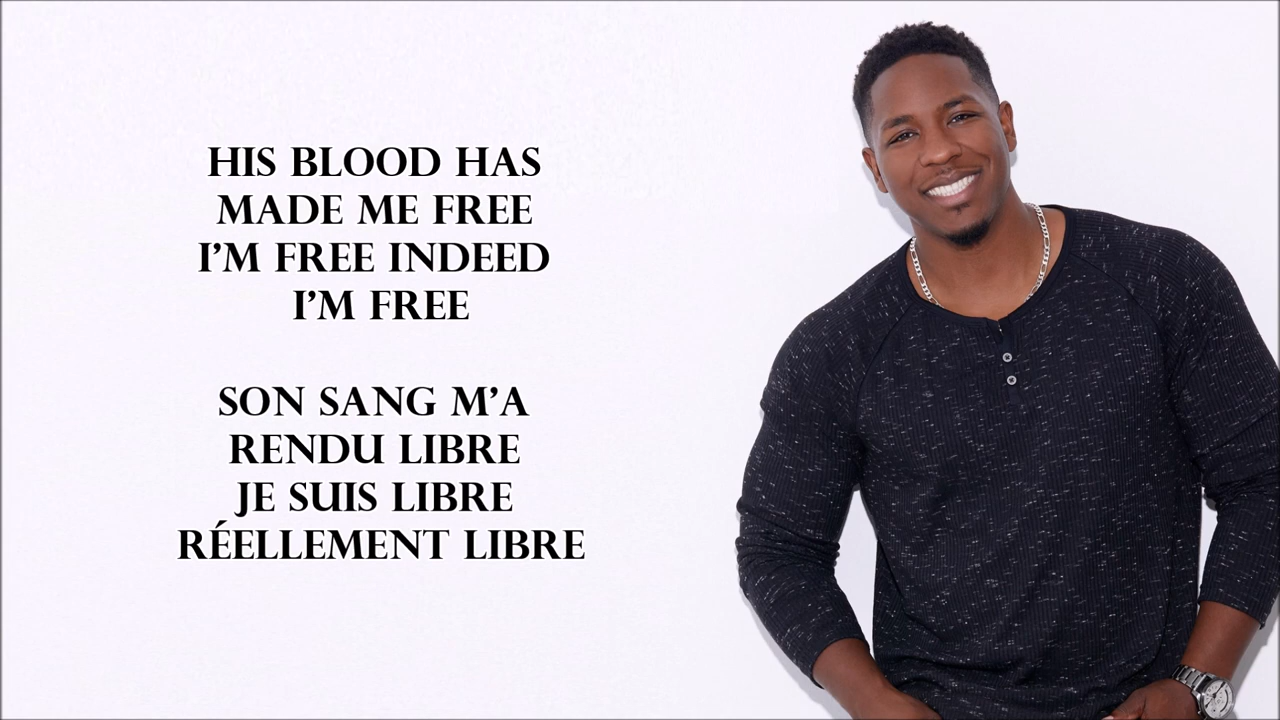 HIS BLOOD HAS
MADE ME FREE
I'M FREE INDEED
I'M FREE
SON SANG M'A
RENDU LIBRE
JE SUIS LIBRE
RÉELLEMENT LIBRE